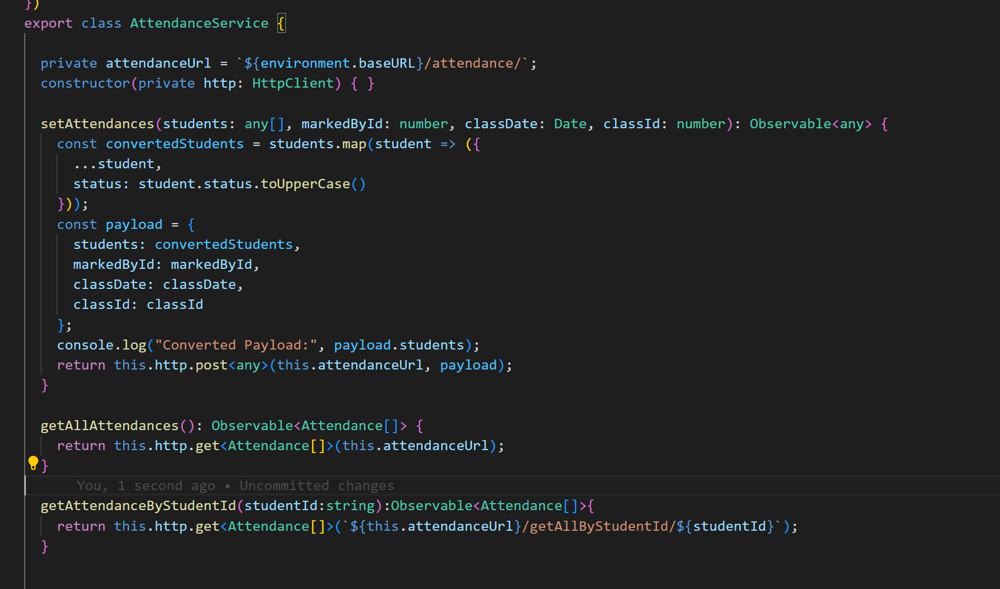 })
export class AttendanceService {
private attendanceUrl = `${environment.baseURL}/attendance/`;
constructor(private http: HttpClient) { }
setAttendances(students: any[], markedById: number, classDate: Date, classId: number): Observable<any> {
const convertedStudents = students.map(student => ({
...student,
status: student.status.toUpperCase()
}));
const payload = {
students: convertedStudents,
markedById: markedById,
classDate: classDate,
classId: classId
};
console.log("Converted Payload:", payload.students);
return this.http.post<any>(this.attendanceUrl, payload);
}
getAllAttendances(): Observable<Attendance[]> {
return this.http.get<Attendance[]>(this.attendanceUrl);
}
You, 1 second ago • Uncommitted changes
getAttendanceByStudentId(studentId:string):Observable<Attendance[]>{
return this.http.get<Attendance[]>(`${this.attendanceUrl}/getAllByStudentId/${studentId}`);
}